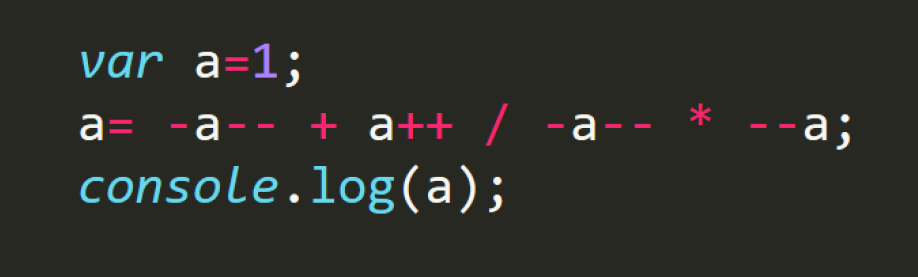 var a=1;
a= -a-- + a++ / -a-- * --a;
console.log(a);